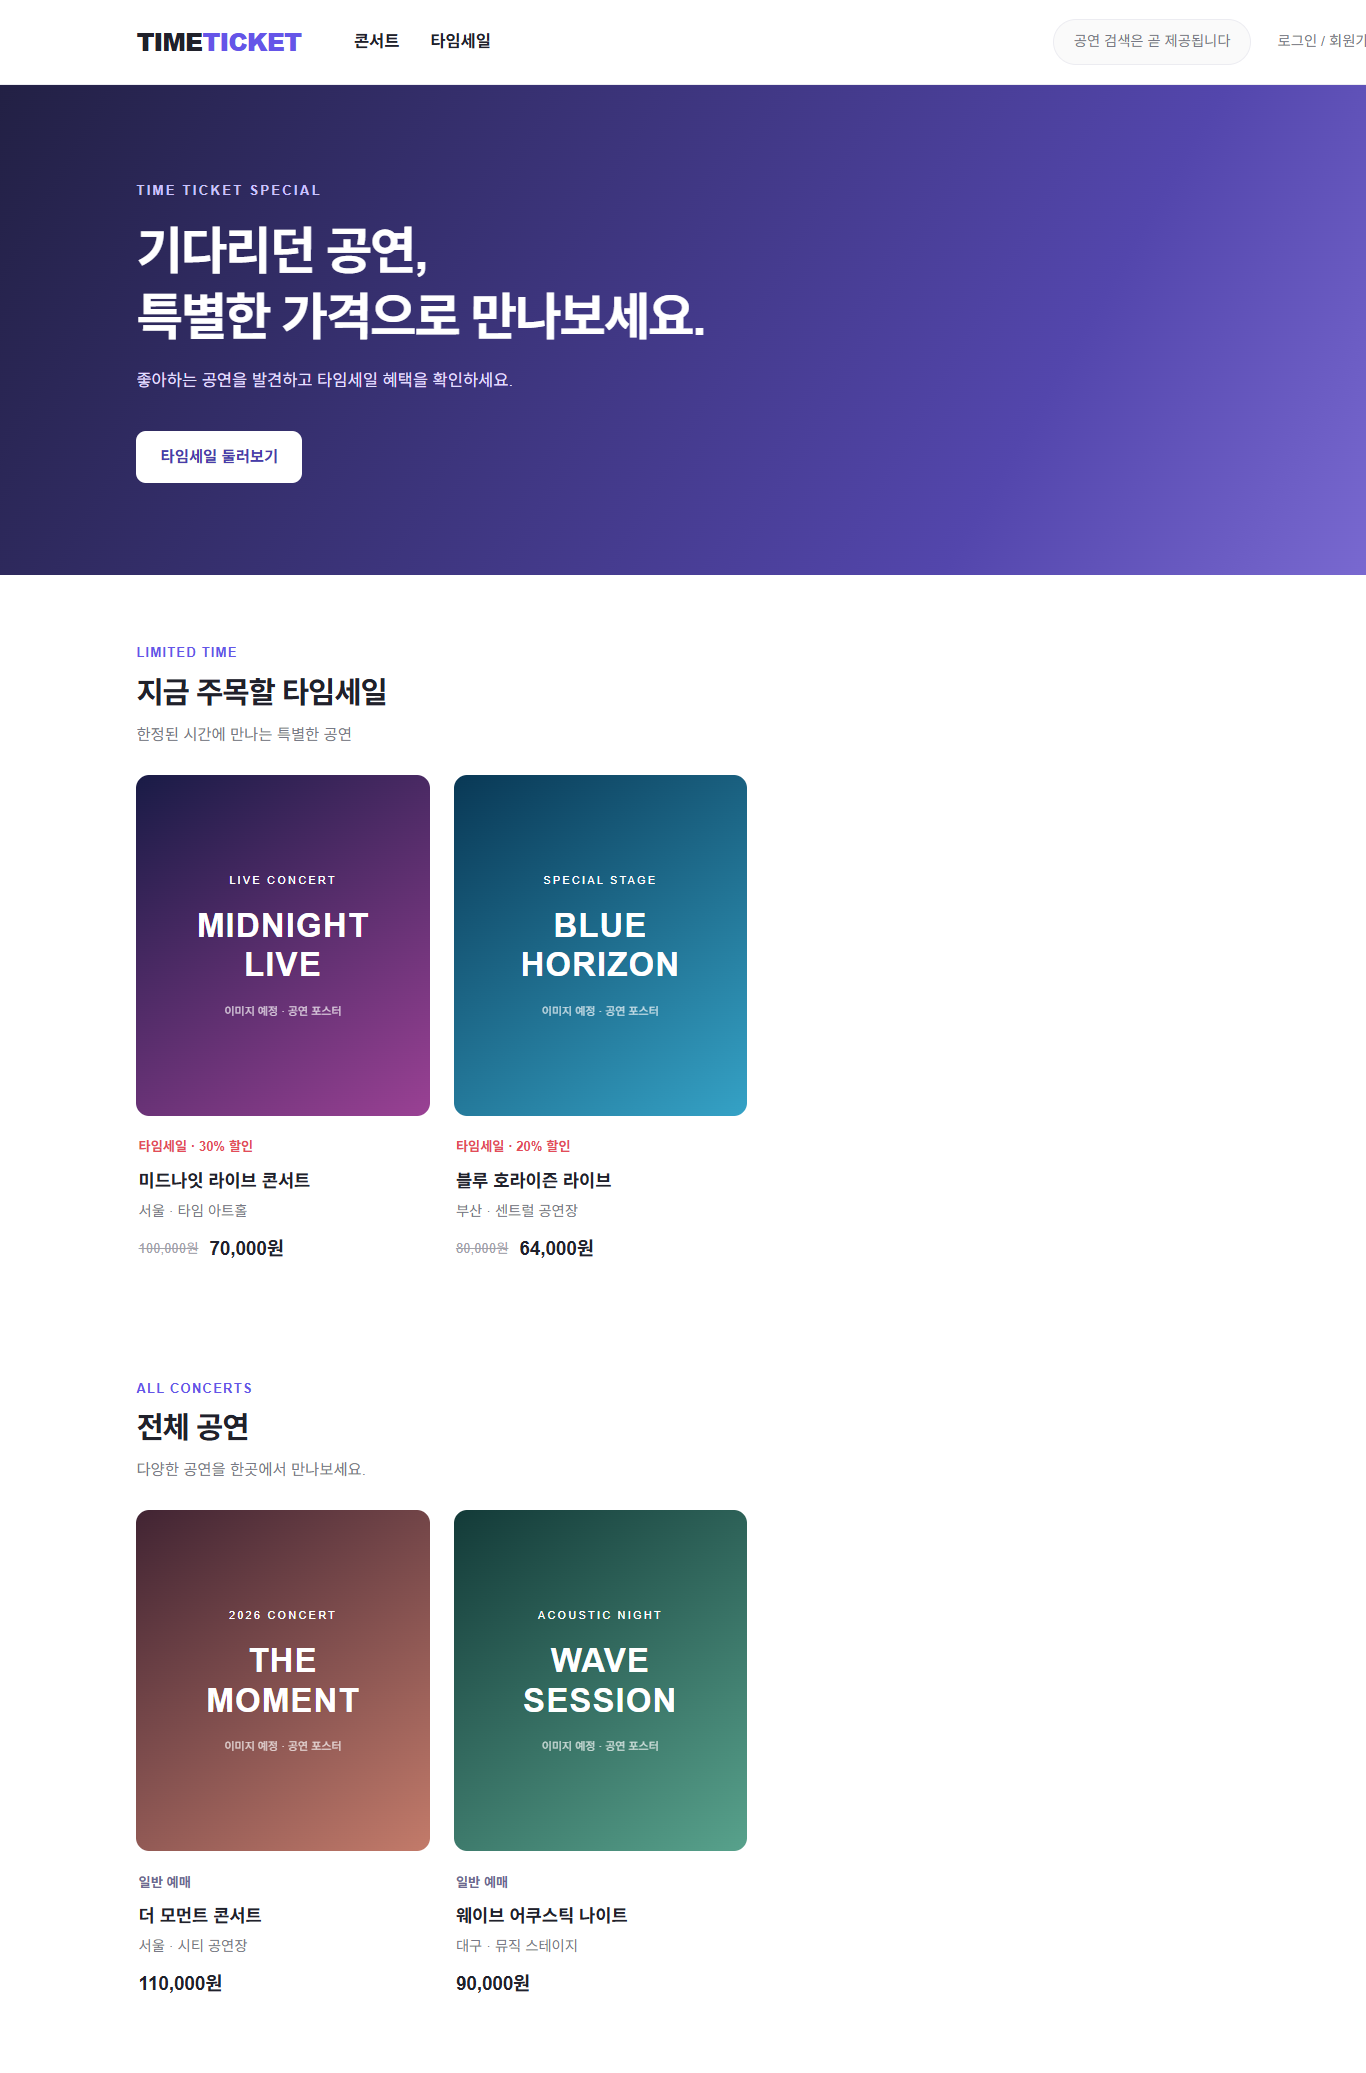 TIMETICKET
콘서트
타임세일
공연 검색은 곧 제공됩니다
로그인 / 회원가
TIME TICKET SPECIAL
기다리던 공연,
특별한 가격으로 만나보세요.
좋아하는 공연을 발견하고 타임세일 혜택을 확인하세요.
타임세일 둘러보기
LIMITED TIME
지금 주목할 타임세일
한정된 시간에 만나는 특별한 공연
LIVE CONCERT
MIDNIGHT
LIVE
이미지 예정 · 공연 포스터
타임세일 · 30% 할인
미드나잇 라이브 콘서트
서울 · 타임 아트홀
100,000원 70,000원
SPECIAL STAGE
BLUE
HORIZON
이미지 예정 · 공연 포스터
타임세일 · 20% 할인
블루 호라이즌 라이브
부산 · 센트럴 공연장
80,000원 64,000원
ALL CONCERTS
전체 공연
다양한 공연을 한곳에서 만나보세요.
2026 CONCERT
THE
MOMENT
이미지 예정 · 공연 포스터
일반 예매
더 모먼트 콘서트
서울 · 시티 공연장
110,000원
ACOUSTIC NIGHT
WAVE
SESSION
이미지 예정 · 공연 포스터
일반 예매
웨이브 어쿠스틱 나이트
대구 · 뮤직 스테이지
90,000원